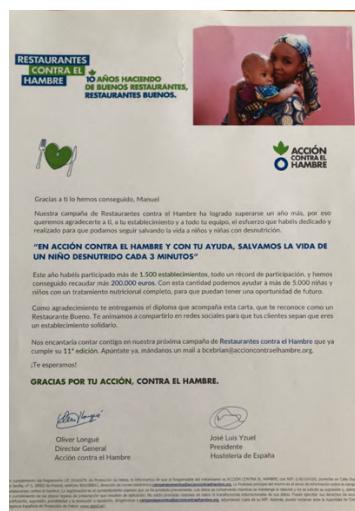 RESTAURANTES
CONTRA EL
HAMBRE
10 AÑOS HACIENDO
DE BUENOS RESTAURANTES,
RESTAURANTES BUENOS.
ACCIÓN
CONTRA EL
HAMBRE
Gracias a ti lo hemos conseguido, Manuel
Nuestra campaña de Restaurantes contra el Hambre ha logrado superarse un año más, por eso
queremos agradecerte a ti, a tu establecimiento y a todo tu equipo, el esfuerzo que habéis dedicado y
realizado para que podamos seguir salvando la vida a niños y niñas con desnutrición.
"EN ACCIÓN CONTRA EL HAMBRE Y CON TU AYUDA, SALVAMOS LA VIDA DE
UN NIÑO DESNUTRIDO CADA 3 MINUTOS"
Este año habéis participado más de 1.500 establecimientos, todo un récord de participación, y hemos
conseguido recaudar más 200.000 euros. Con esta cantidad podemos ayudar a más de 5.000 niñas y
niños con un tratamiento nutricional completo, para que puedan tener una oportunidad de futuro.
Como agradecimiento te entregamos el diploma que acompaña esta carta, que te reconoce como un
Restaurante Bueno. Te animamos a compartirlo en redes sociales para que tus clientes sepan que eres
un establecimiento solidario.
Nos encantaría contar contigo en nuestra próxima campaña de Restaurantes contra el Hambre que ya
cumple su 11ª edición. Apúntate ya, mándanos un mail a bcebrian@accioncontraelhambre.org.
¡Te esperamos!
GRACIAS POR TU ACCIÓN, CONTRA EL HAMBRE.
Oliver Longué
Director General
Acción contra el Hambre
José Luis Yzuel
Presidente
Hostelería de España